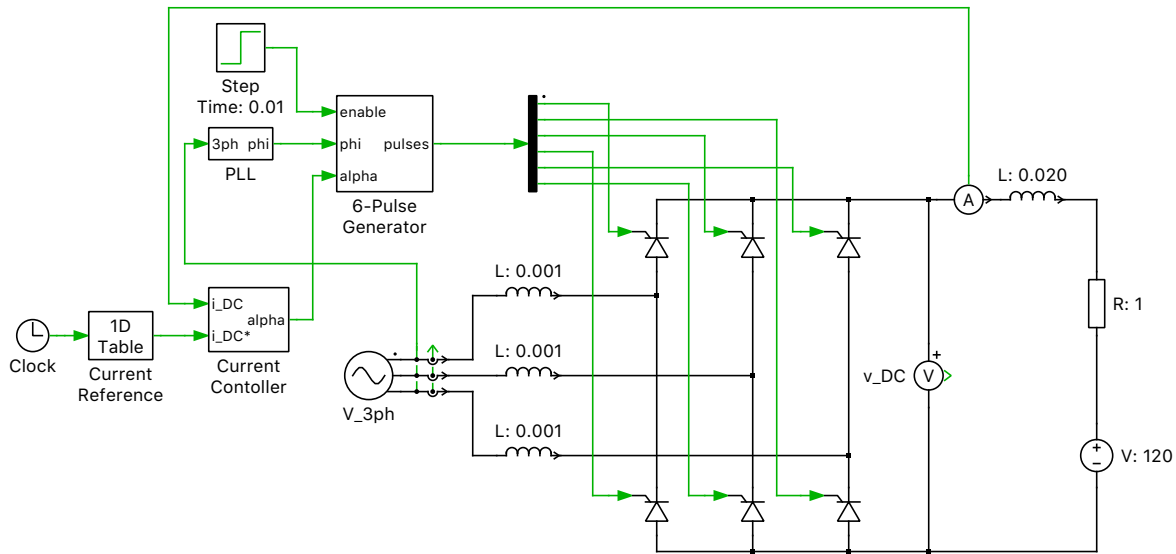 Step
Time: 0.01
enable
3ph phi
phi
pulses
PLL
alpha
6-Pulse
Generator
A
L: 0.020
L: 0.001
R: 1
i_DC
alpha
i_DC*
1D
Table
Clock
Current
Reference
Current
Contoller
L: 0.001
V_3ph
v_DC
V
+
L: 0.001
+
−
V: 120